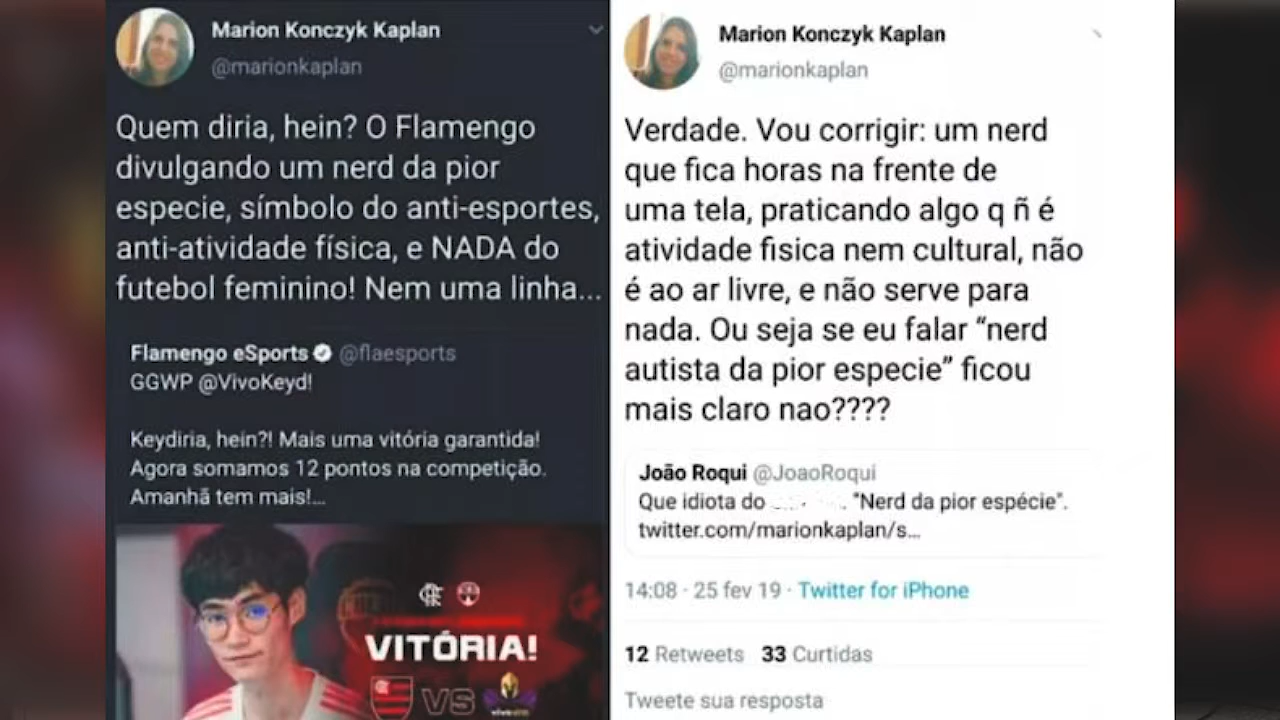 Marion Konczyk Kaplan
@marionkaplan
Quem diria, hein? O Flamengo
divulgando um nerd da pior
especie, símbolo do anti-esportes,
anti-atividade física, e NADA do
futebol feminino! Nem uma linha...
Flamengo eSports @flaesports
GGWP @VivoKeyd!
Keydiria, hein?! Mais uma vitória garantida!
Agora somamos 12 pontos na competição.
Amanhã tem mais!...
VITÓRIA!
VS
Marion Konczyk Kaplan
@marionkaplan
Verdade. Vou corrigir: um nerd
que fica horas na frente de
uma tela, praticando algo q ñ é
atividade fisica nem cultural, não
é ao ar livre, e não serve para
nada. Ou seja se eu falar “nerd
autista da pior especie” ficou
mais claro nao????
João Roqui @JoaoRoqui
Que idiota do . "Nerd da pior espécie".
twitter.com/marionkaplan/s...
14:08 · 25 fev 19 · Twitter for iPhone
12 Retweets 33 Curtidas
Tweete sua resposta